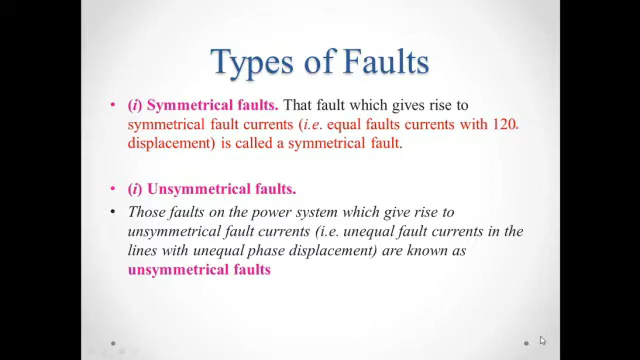 Types of Faults
• (i) Symmetrical faults. That fault which gives rise to
symmetrical fault currents (i.e. equal faults currents with 120.
displacement) is called a symmetrical fault.
• (i) Unsymmetrical faults.
• Those faults on the power system which give rise to
unsymmetrical fault currents (i.e. unequal fault currents in the
lines with unequal phase displacement) are known as
unsymmetrical faults